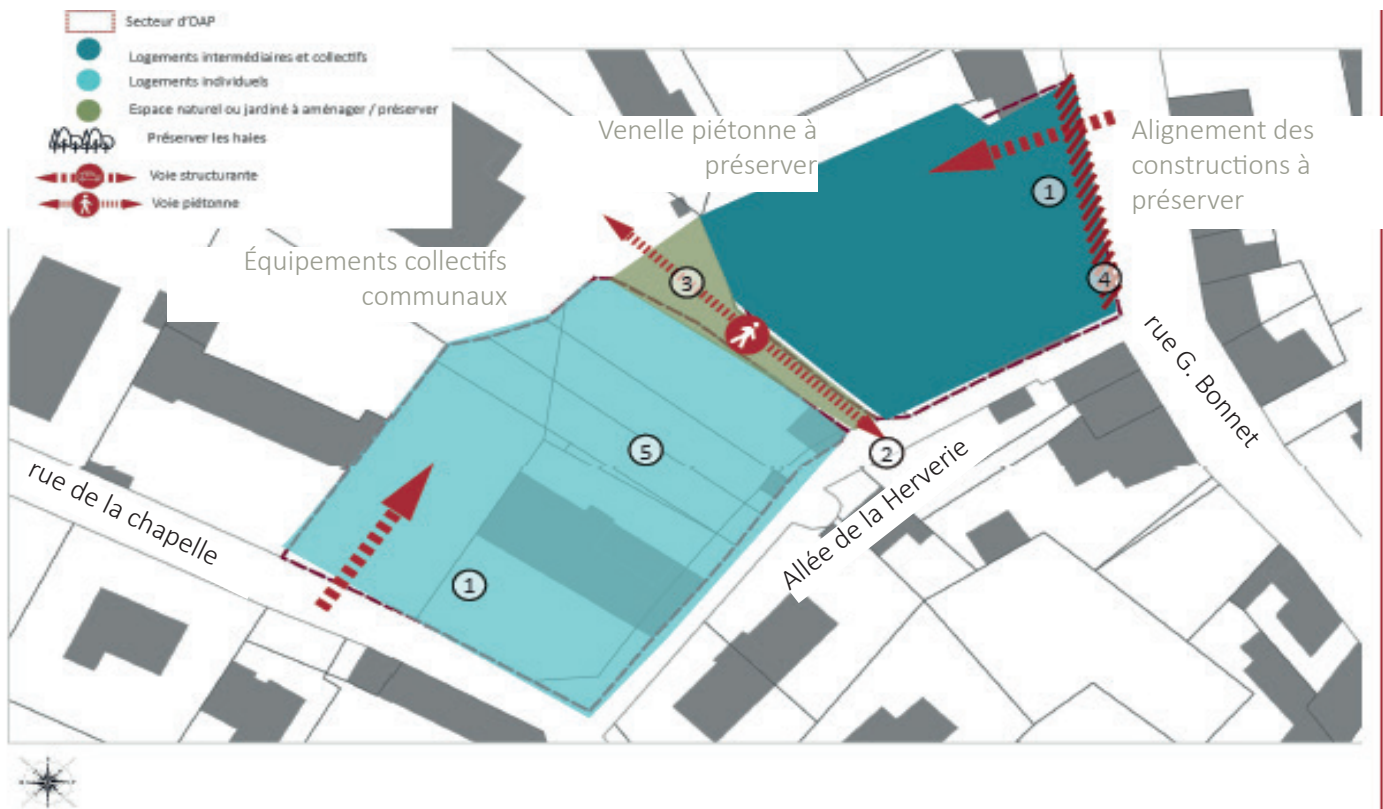 Secteur d'OAP
Logements intermédiaires et collectifs
Logements individuels
Espace naturel ou jardiné à aménager / préserver
Préserver les haies
Voie structurante
Voie piétonne
Venelle piétonne à
préserver
Alignement des
constructions à
préserver
1
Équipements collectifs
communaux
3
4
rue G. Bonnet
5
2
rue de la chapelle
Allée de la Herverie
1